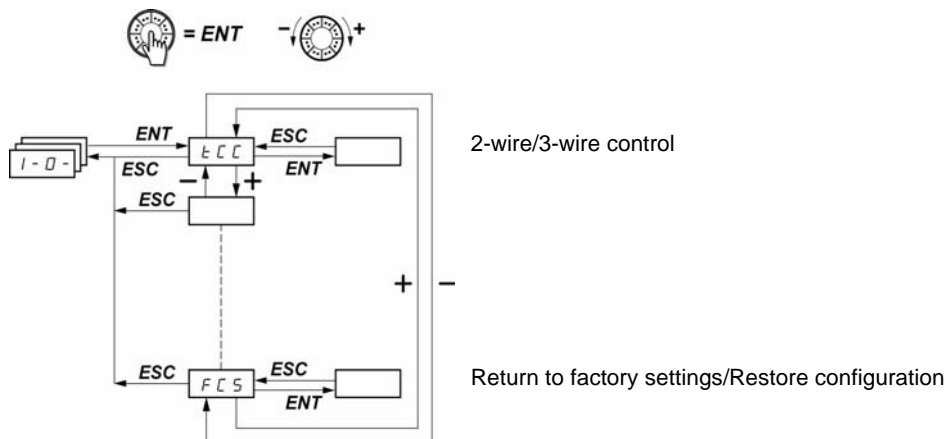 = ENT - +
ENT
ESC
tCC
2-wire/3-wire control
I-O-
ESC
ENT
- +
ESC
+ -
ESC
FCS
ESC
Return to factory settings/Restore configuration
ENT